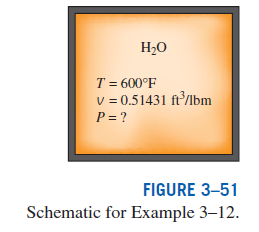 H₂O
T = 600°F
v = 0.51431 ft³/lbm
P = ?
FIGURE 3–51
Schematic for Example 3–12.